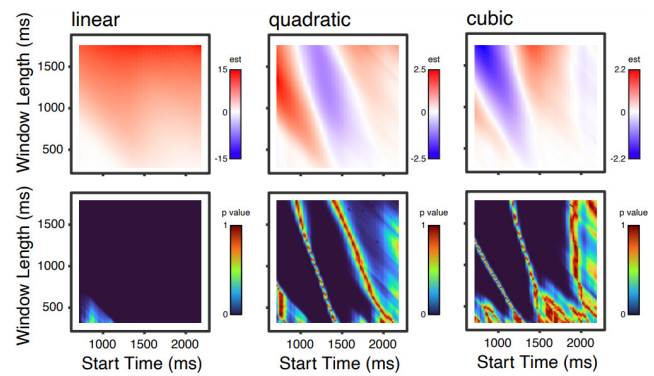 linear
quadratic
cubic
Window Length (ms)
1500
1000
500
est
15
0
-15
est
2.5
0
-2.5
est
2.2
0
-2.2
Window Length (ms)
1500
1000
500
p value
1
0
p value
1
0
p value
1
0
1000 1500 2000
1000 1500 2000
1000 1500 2000
Start Time (ms)
Start Time (ms)
Start Time (ms)